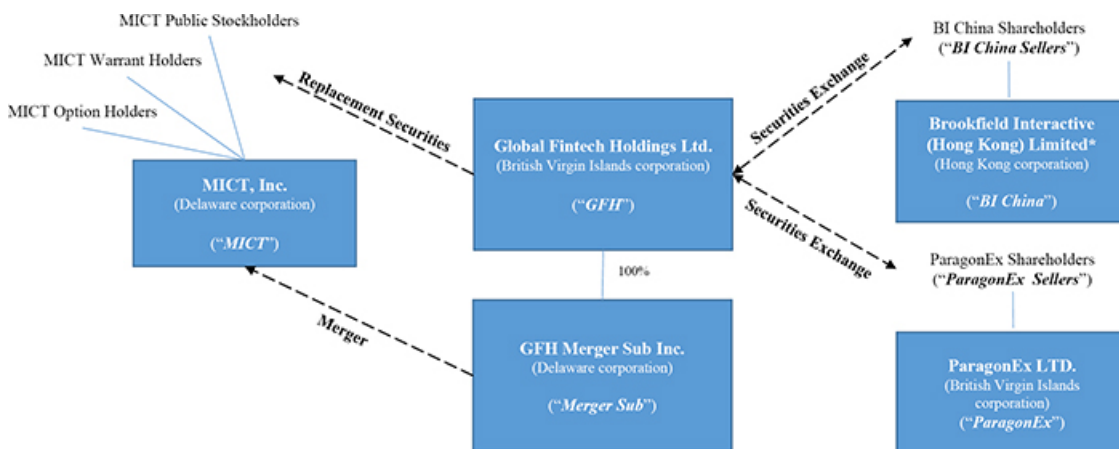 MICT Public Stockholders
MICT Warrant Holders
MICT Option Holders
MICT, Inc.
(Delaware corporation)
(“MICT”)
Replacement Securities
Merger
Global Fintech Holdings Ltd.
(British Virgin Islands corporation)
(“GFH”)
100%
GFH Merger Sub Inc.
(Delaware corporation)
(“Merger Sub”)
Securities Exchange
Securities Exchange
BI China Shareholders
(“BI China Sellers”)
Brookfield Interactive
(Hong Kong) Limited*
(Hong Kong corporation)
(“BI China”)
ParagonEx Shareholders
(“ParagonEx Sellers”)
ParagonEx LTD.
(British Virgin Islands
corporation)
(“ParagonEx”)